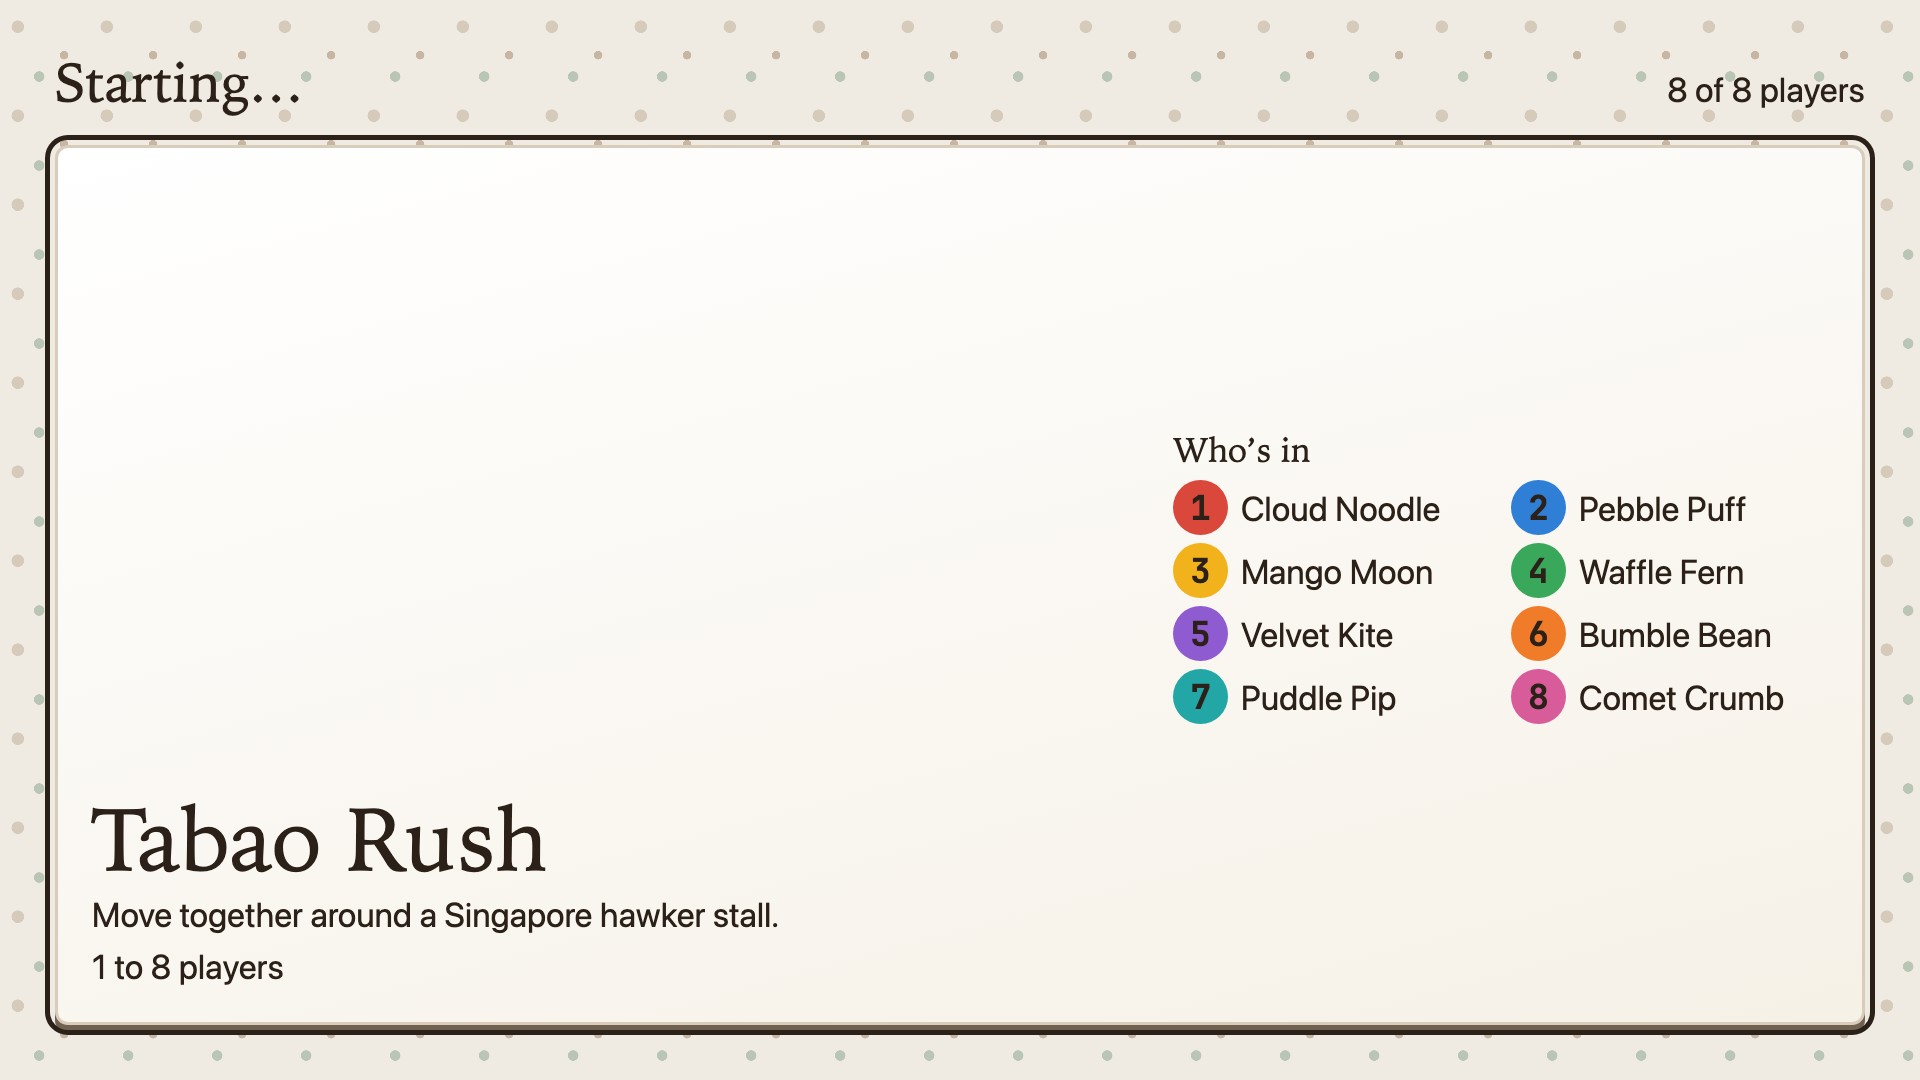 Starting…
8 of 8 players
Who’s in
1 Cloud Noodle
2 Pebble Puff
3 Mango Moon
4 Waffle Fern
5 Velvet Kite
6 Bumble Bean
7 Puddle Pip
8 Comet Crumb
Tabao Rush
Move together around a Singapore hawker stall.
1 to 8 players